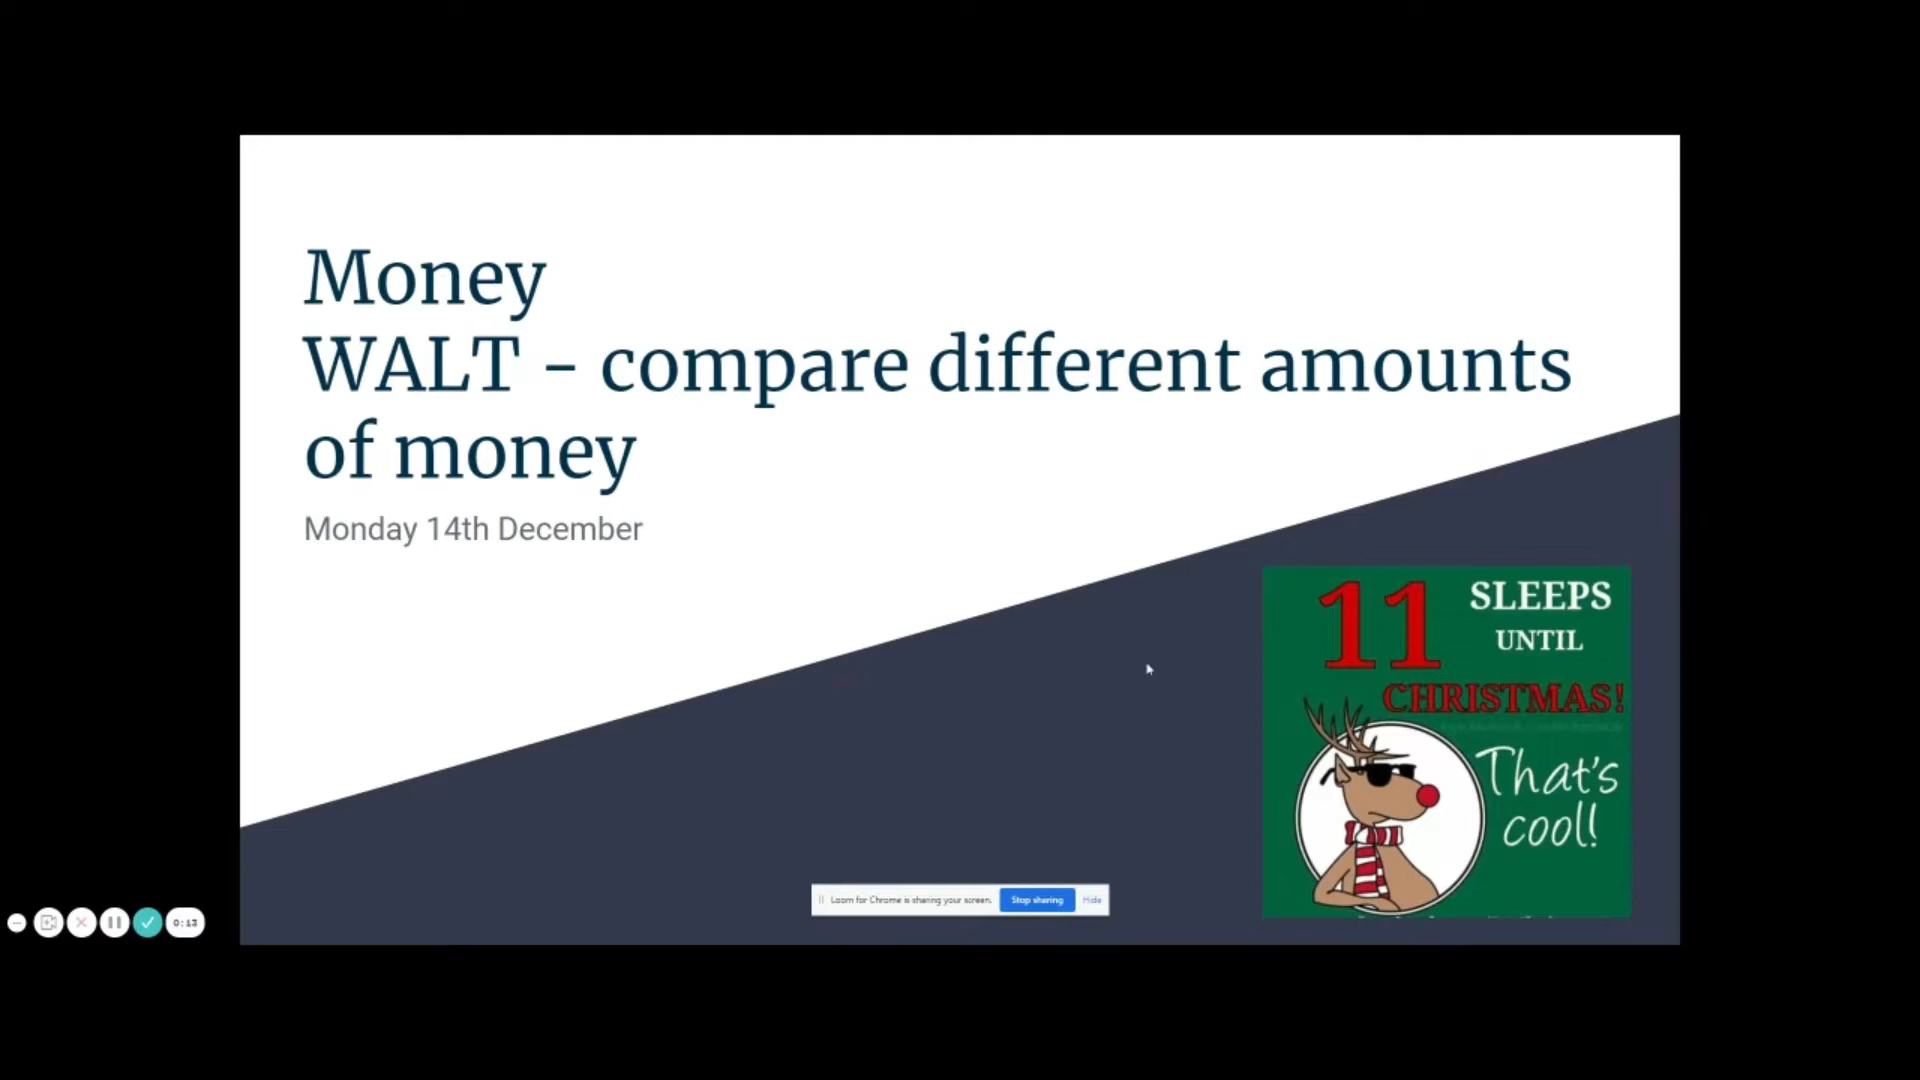 Money
WALT - compare different amounts
of money
Monday 14th December
11 SLEEPS
UNTIL
CHRISTMAS!
That's
cool!
Loom for Chrome is sharing your screen. Stop sharing Hide
0:13